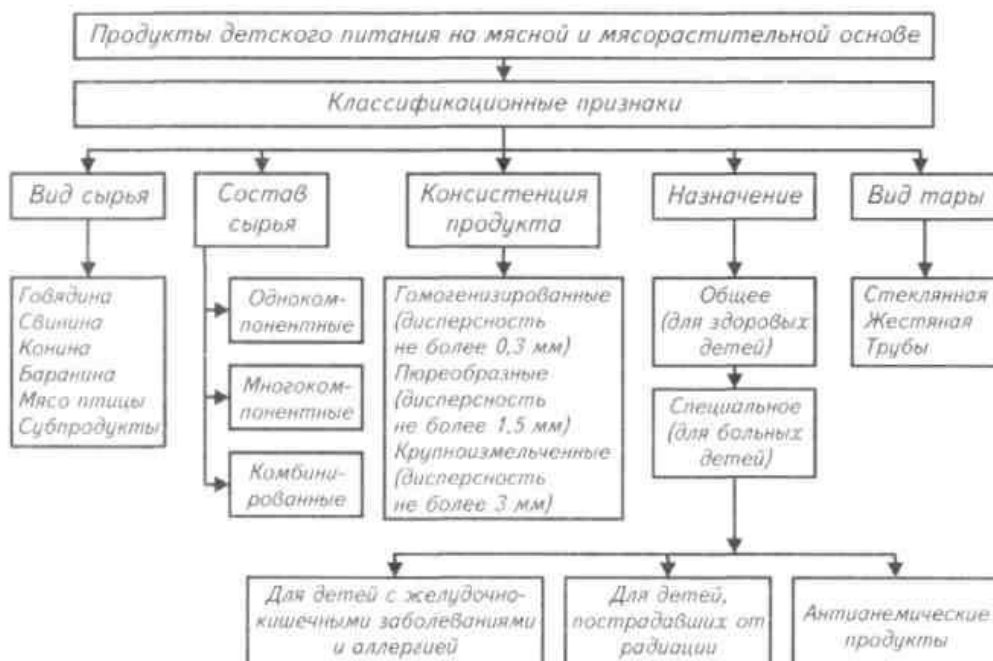 Продукты детского питания на мясной и мясорастительной основе
Классификационные признаки
Вид сырья
Состав
сырья
Консистенция
продукта
Назначение
Вид тары
Говядина
Свинина
Конина
Баранина
Мясо птицы
Субпродукты
Одноком-
понентные
Многоком-
понентные
Комбини-
рованные
Гомогенизированные
(дисперсность
не более 0,3 мм)
Пюреобразные
(дисперсность
не более 1,5 мм)
Крупноизмельченные
(дисперсность
не более 3 мм)
Общее
(для здоровых
детей)
Специальное
(для больных
детей)
Стеклянная
Жестяная
Трубы
Для детей с желудочно-
кишечными заболеваниями
и аллергией
Для детей,
пострадавших от
радиации
Антианемические
продукты